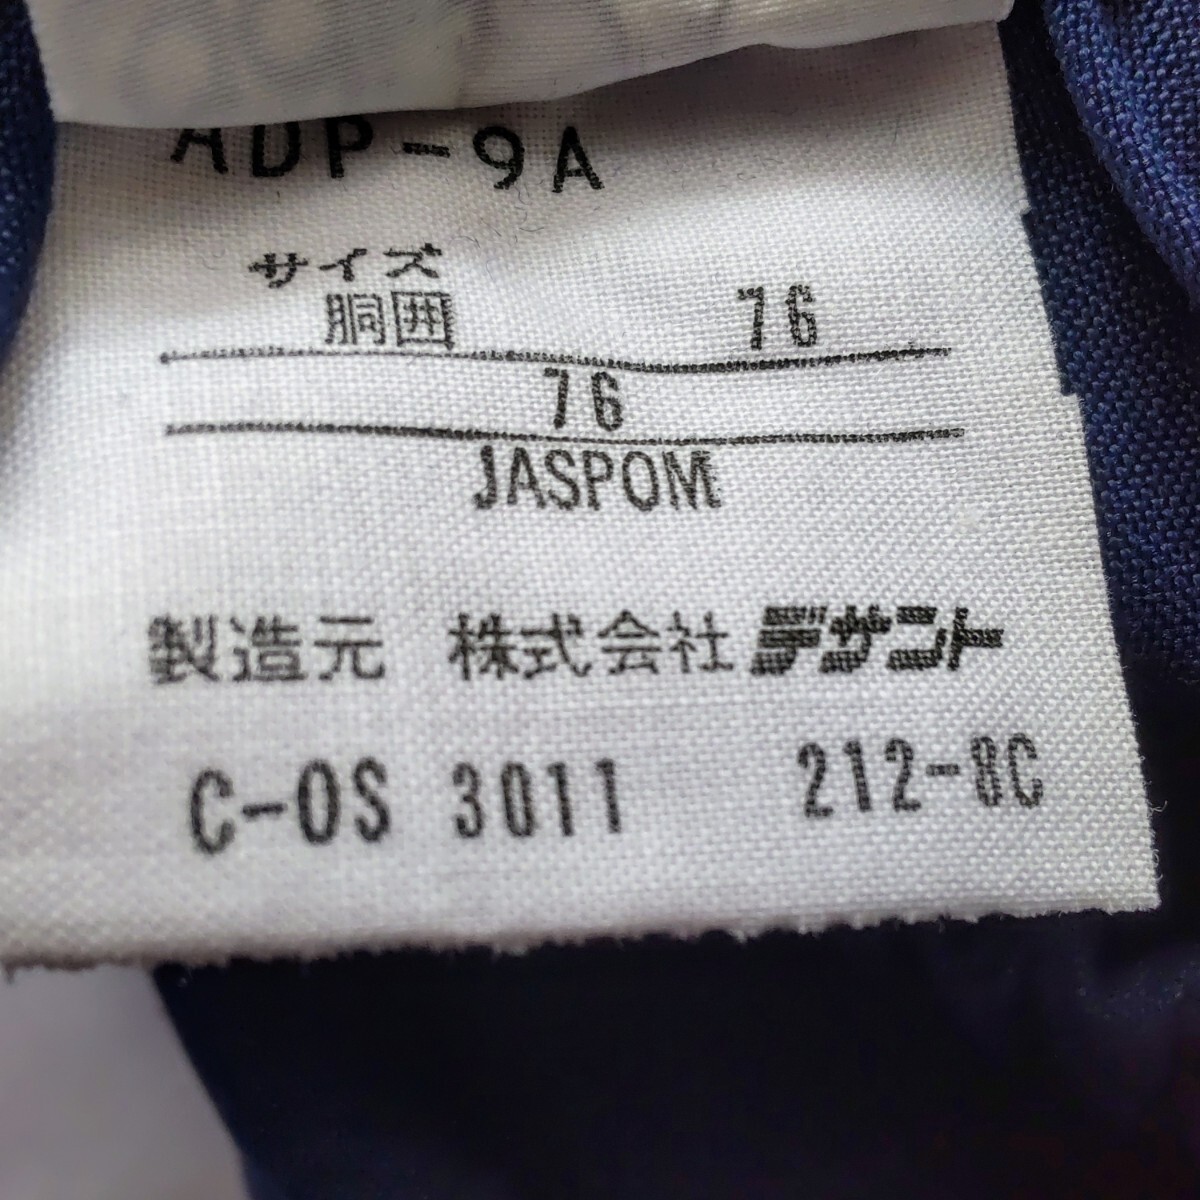 ADP-9A
サイズ
胴囲 76
76
JASPOM
製造元 株式会社デサント
C-OS 3011 212-8C